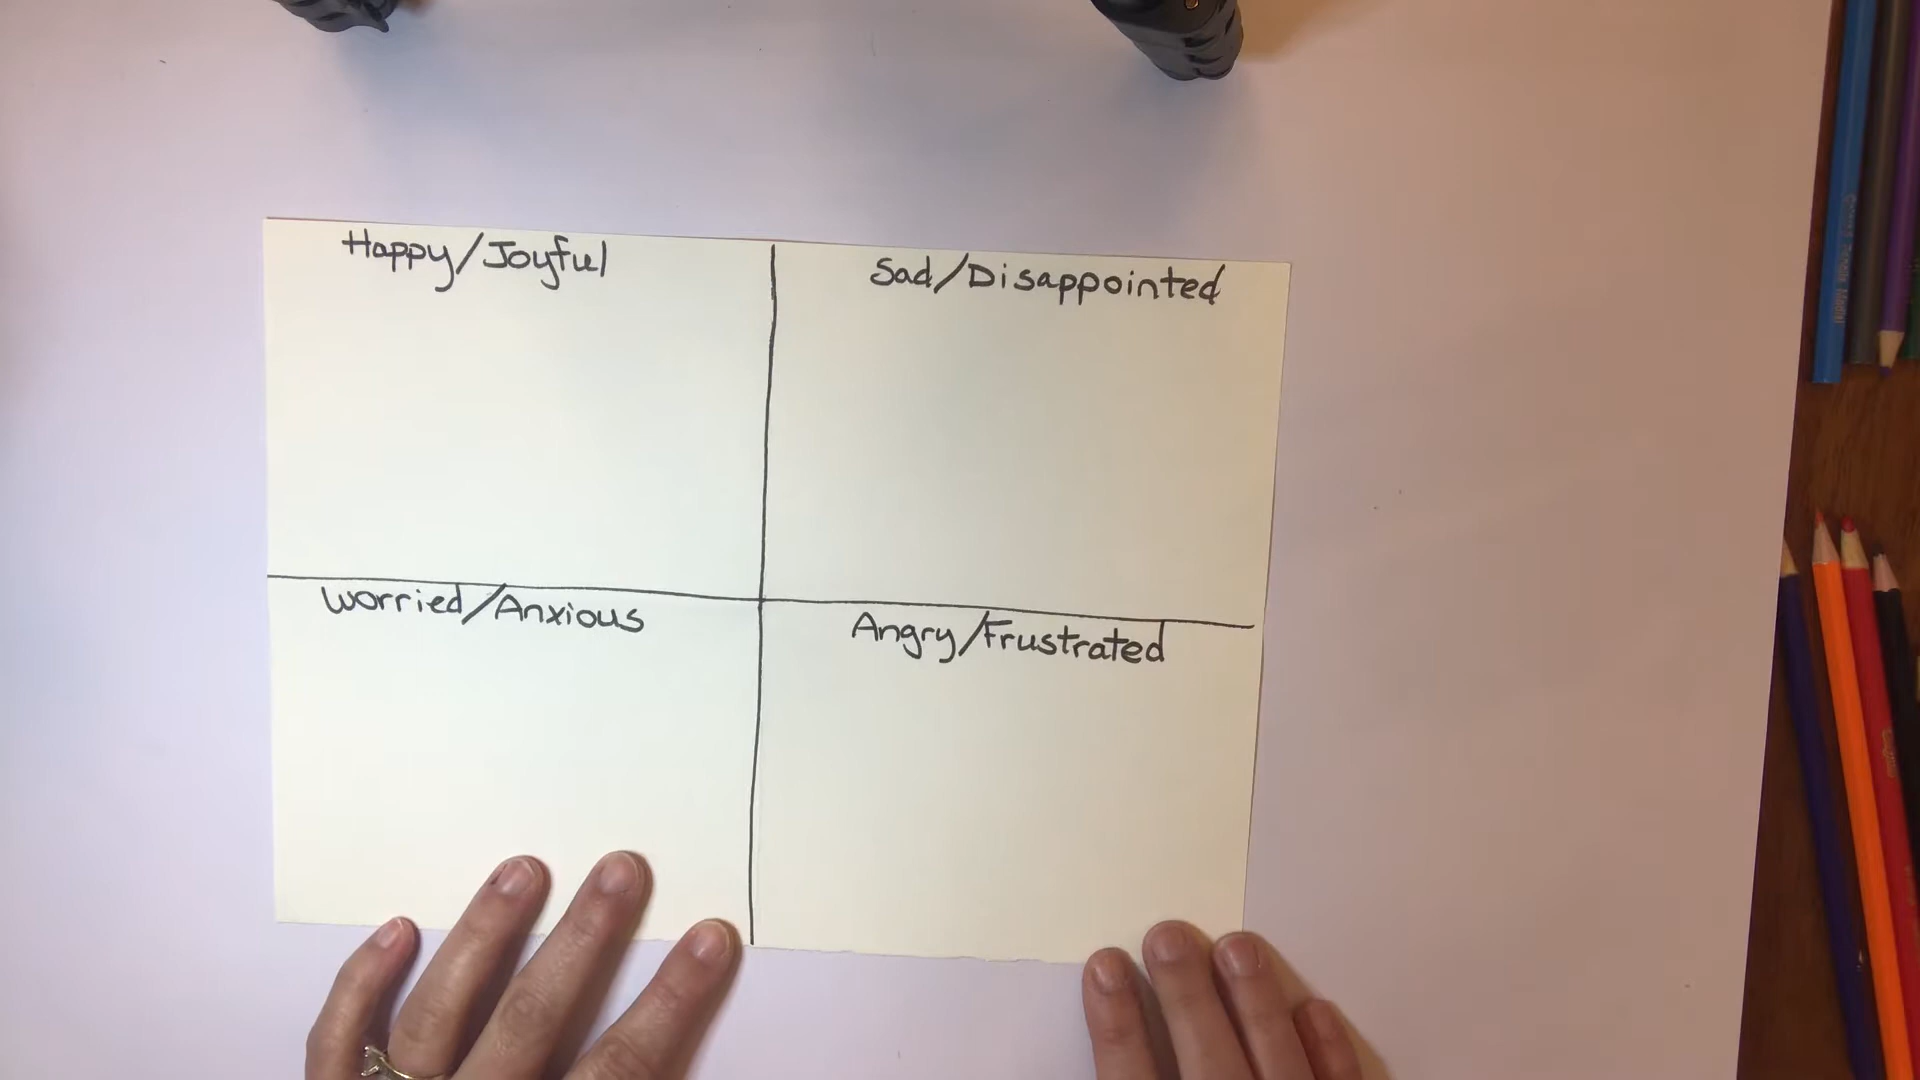 Happy/Joyful
Sad/Disappointed
Worried/Anxious
Angry/Frustrated